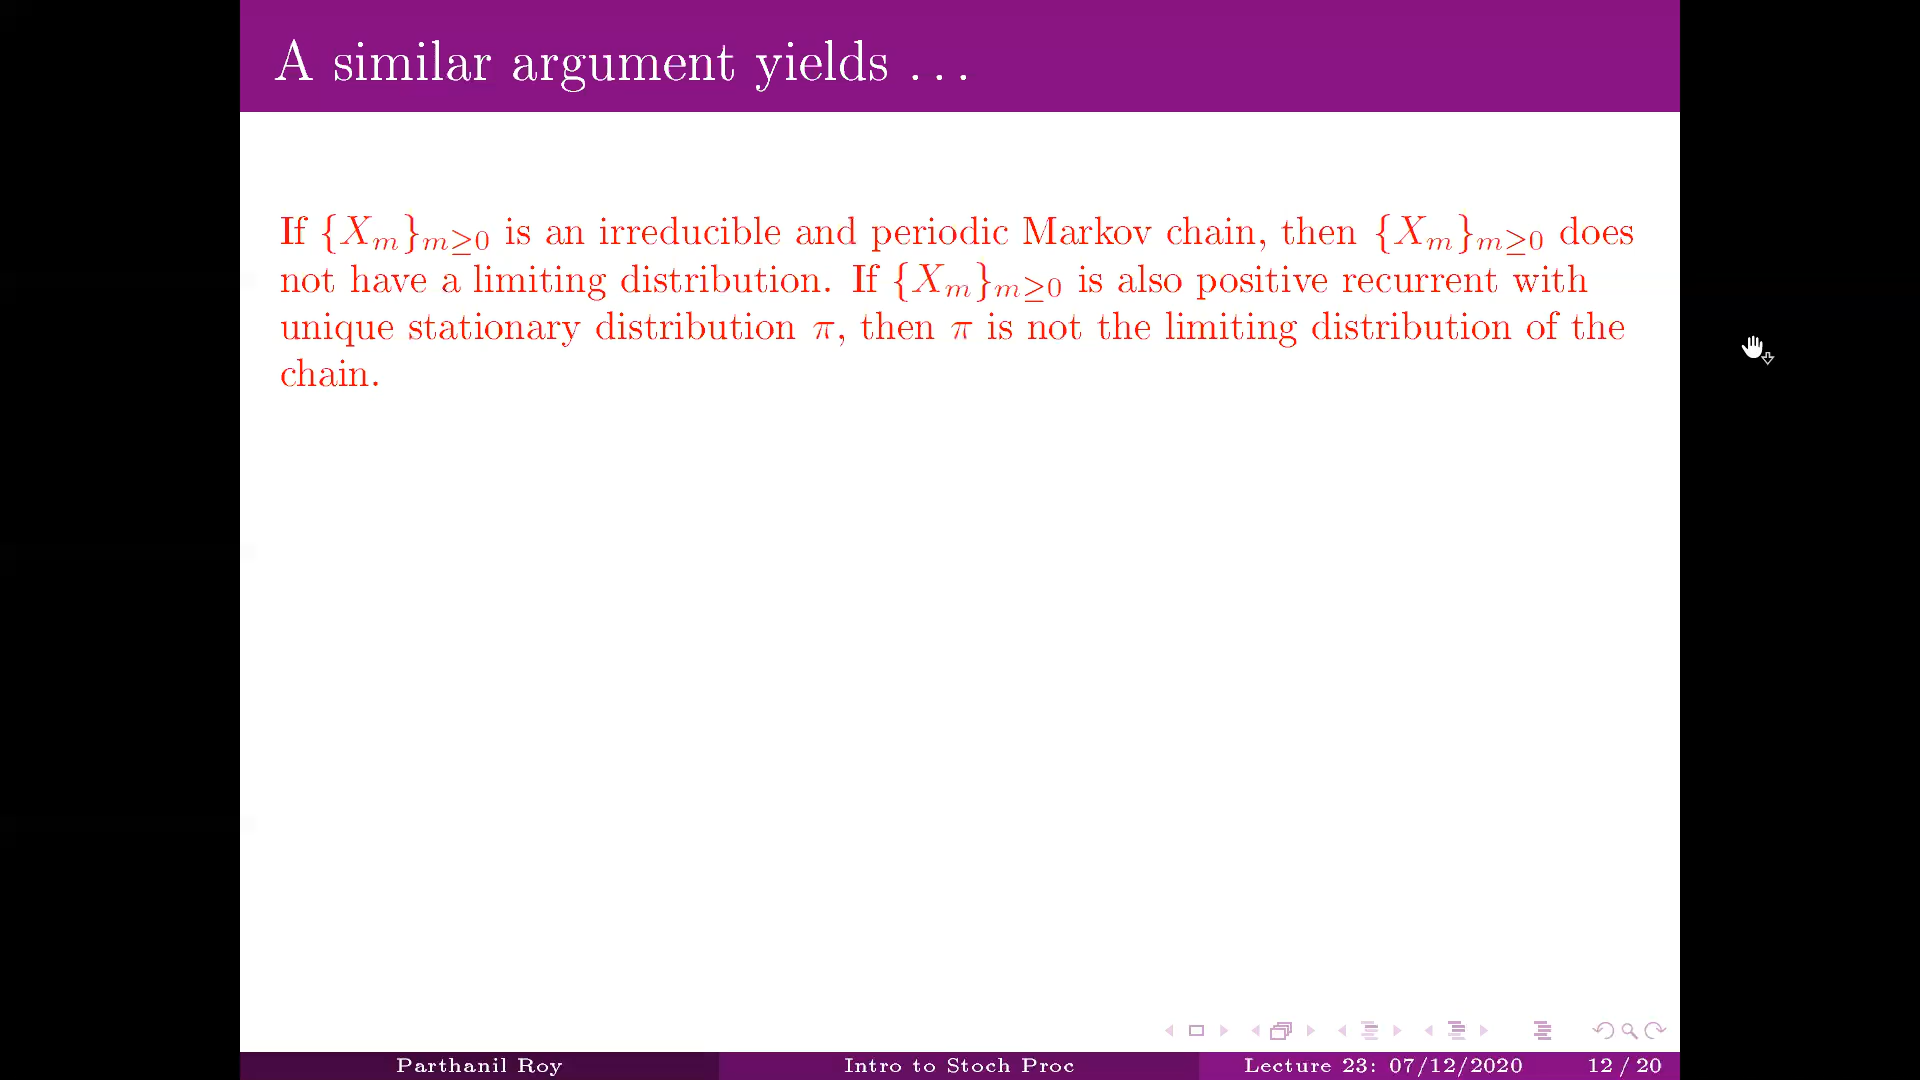 A similar argument yields . . .
If {X_m}_{m≥0} is an irreducible and periodic Markov chain, then {X_m}_{m≥0} does
not have a limiting distribution. If {X_m}_{m≥0} is also positive recurrent with
unique stationary distribution π, then π is not the limiting distribution of the
chain.
Parthanil Roy
Intro to Stoch Proc
Lecture 23: 07/12/2020
12 / 20